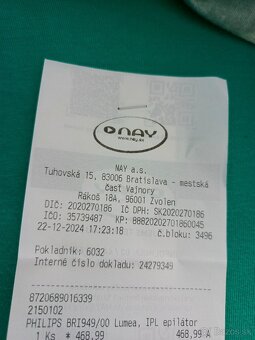 NAY
www.nay.sk
NAY a.s.
Tuhovská 15, 83006 Bratislava - mestská
časť Vajnory
Rákoš 18A, 96001 Zvolen
DIČ: 2020270186 IČ DPH: SK2020270186
IČO: 35739487 KP: 88820202701860045
22-12-2024 17:23:18 č.bloku: 3496
Pokladník: 6032
Interné číslo dokladu: 24279349
8720689016339
2150102
PHILIPS BRI949/00 Lumea, IPL epilátor
1 Ks * 468,99 468,99 A